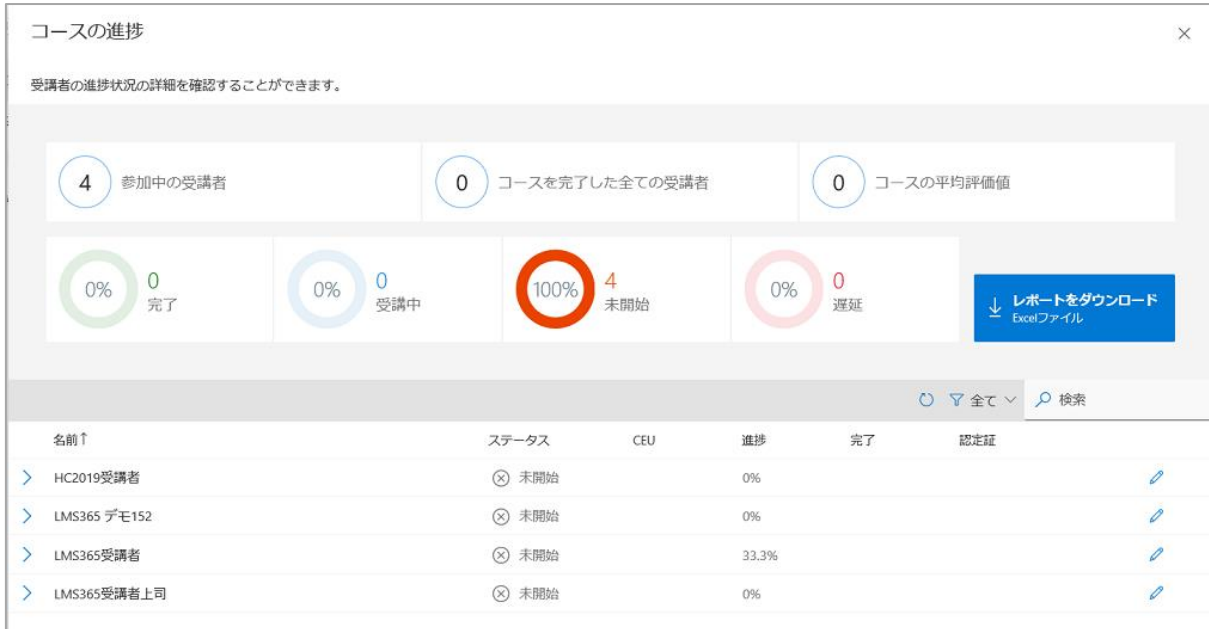 コースの進捗
受講者の進捗状況の詳細を確認することができます。
4 参加中の受講者 0 コースを完了した全ての受講者 0 コースの平均評価値
0% 0 完了 0% 0 受講中 100% 4 未開始 0% 0 遅延
レポートをダウンロード
Excelファイル
全て 検索
名前↑ ステータス CEU 進捗 完了 認定証
HC2019受講者 未開始 0%
LMS365 デモ152 未開始 0%
LMS365受講者 未開始 33.3%
LMS365受講者上司 未開始 0%